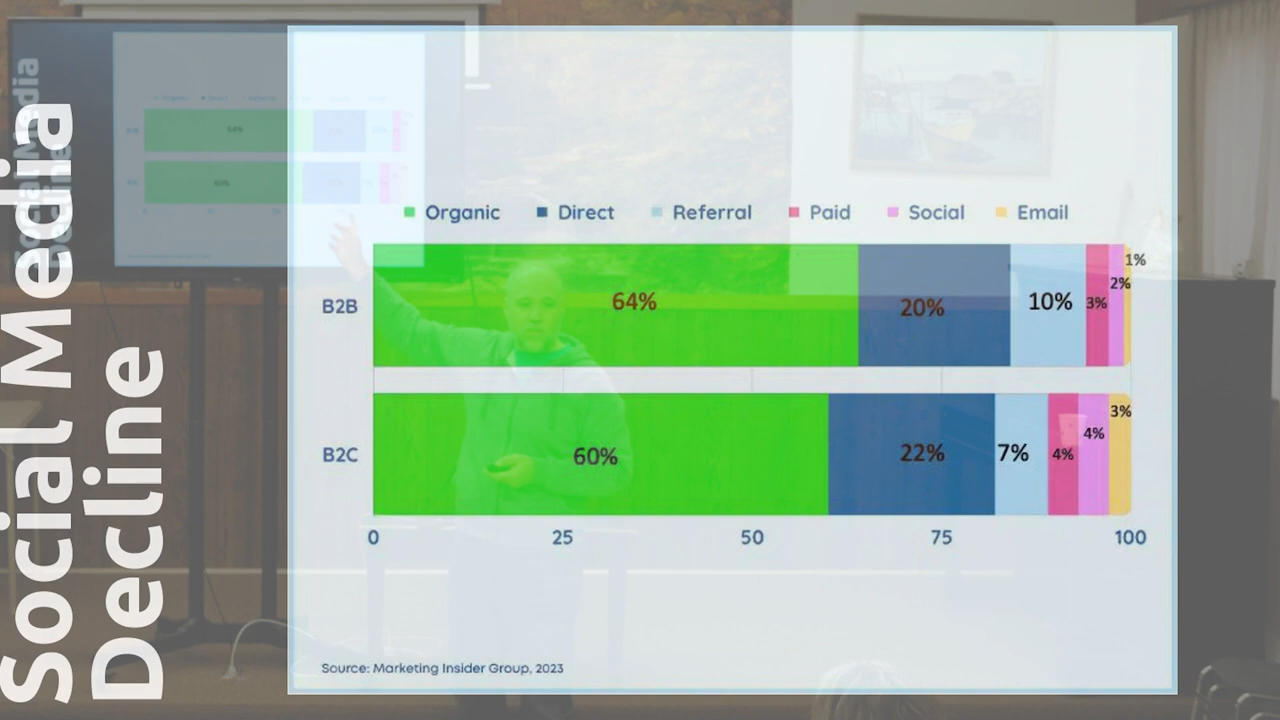 Social Media
Decline
Organic Direct Referral Paid Social Email
B2B 64% 20% 10% 3% 2% 1%
B2C 60% 22% 7% 4% 4% 3%
0 25 50 75 100
Source: Marketing Insider Group, 2023